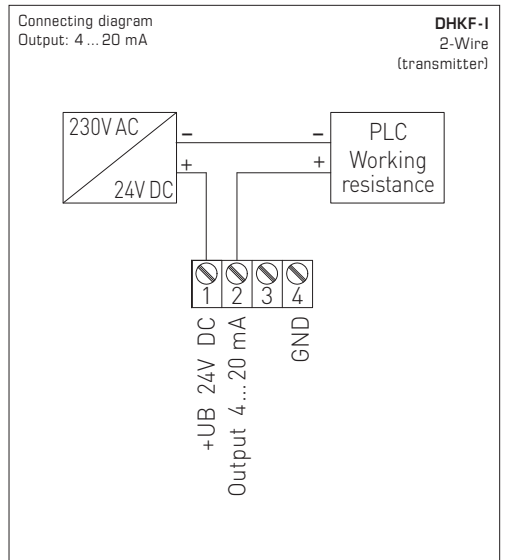 Connecting diagram
Output: 4 ... 20 mA
DHKF-I
2-Wire
(transmitter)
230V AC
24V DC
–
+
–
+
PLC
Working
resistance
1 2 3 4
+UB 24V DC
Output 4 ... 20 mA
GND